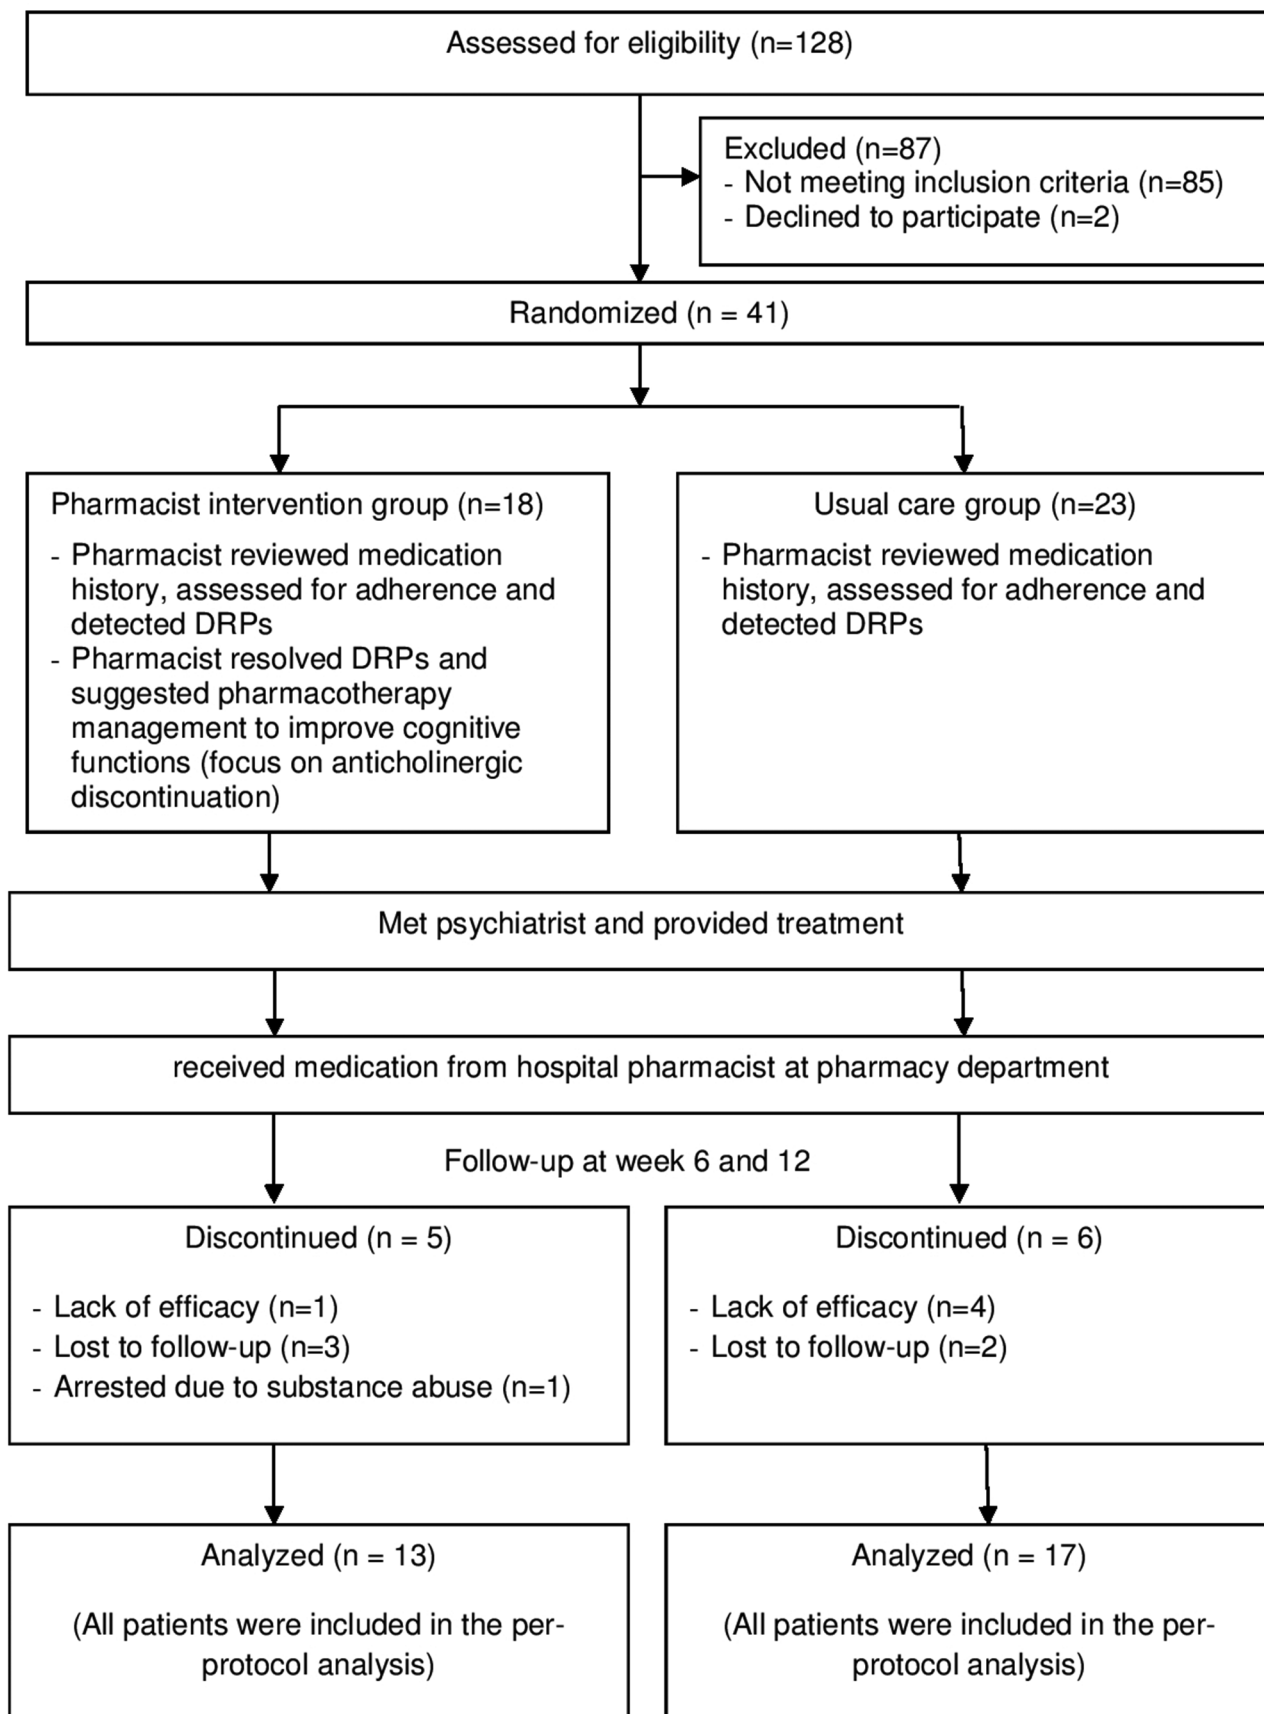 Assessed for eligibility (n=128)
Excluded (n=87)
- Not meeting inclusion criteria (n=85)
- Declined to participate (n=2)
Randomized (n = 41)
Pharmacist intervention group (n=18)
- Pharmacist reviewed medication
history, assessed for adherence and
detected DRPs
- Pharmacist resolved DRPs and
suggested pharmacotherapy
management to improve cognitive
functions (focus on anticholinergic
discontinuation)
Usual care group (n=23)
- Pharmacist reviewed medication
history, assessed for adherence and
detected DRPs
Met psychiatrist and provided treatment
received medication from hospital pharmacist at pharmacy department
Follow-up at week 6 and 12
Discontinued (n = 5)
- Lack of efficacy (n=1)
- Lost to follow-up (n=3)
- Arrested due to substance abuse (n=1)
Discontinued (n = 6)
- Lack of efficacy (n=4)
- Lost to follow-up (n=2)
Analyzed (n = 13)
(All patients were included in the per-
protocol analysis)
Analyzed (n = 17)
(All patients were included in the per-
protocol analysis)